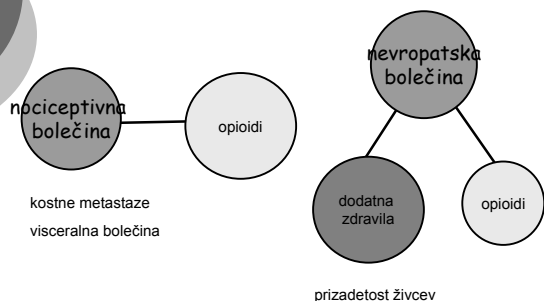 nociceptivna
bolečina
opioidi
kostne metastaze
visceralna bolečina
nevropatska
bolečina
dodatna
zdravila
opioidi
prizadetost živcev